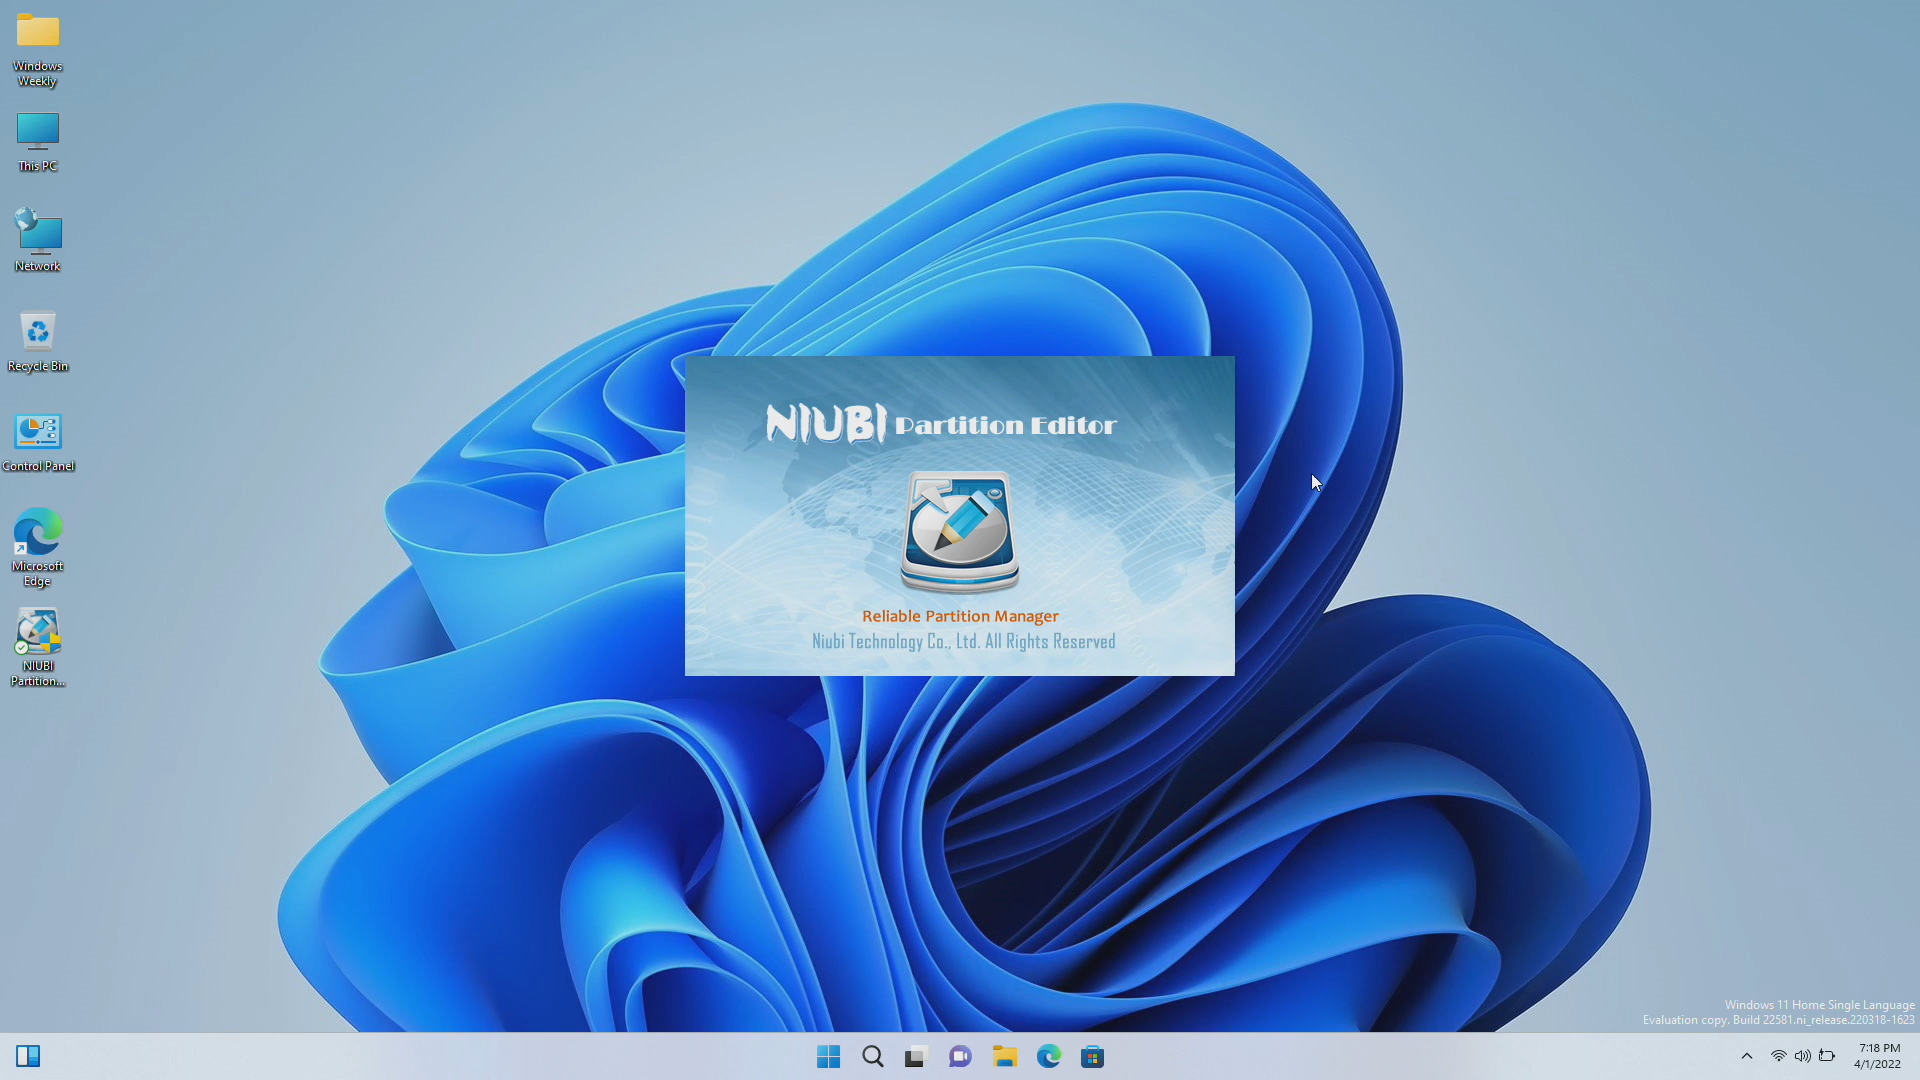 Windows
Weekly
This PC
Network
Recycle Bin
Control Panel
Microsoft
Edge
NIUBI
Partition...
NIUBI Partition Editor
Reliable Partition Manager
Niubi Technology Co., Ltd. All Rights Reserved
Windows 11 Home Single Language
Evaluation copy. Build 22581.ni_release.220318-1623
7:18 PM
4/1/2022